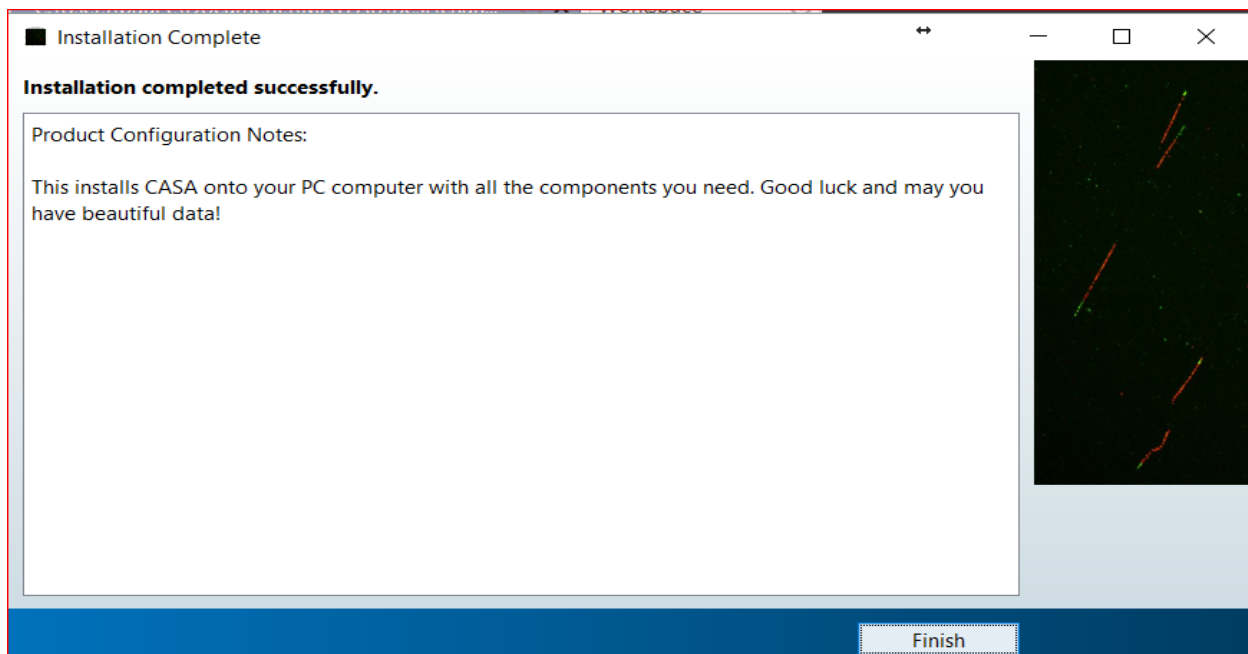 Installation Complete
Installation completed successfully.
Product Configuration Notes:
This installs CASA onto your PC computer with all the components you need. Good luck and may you
have beautiful data!
Finish